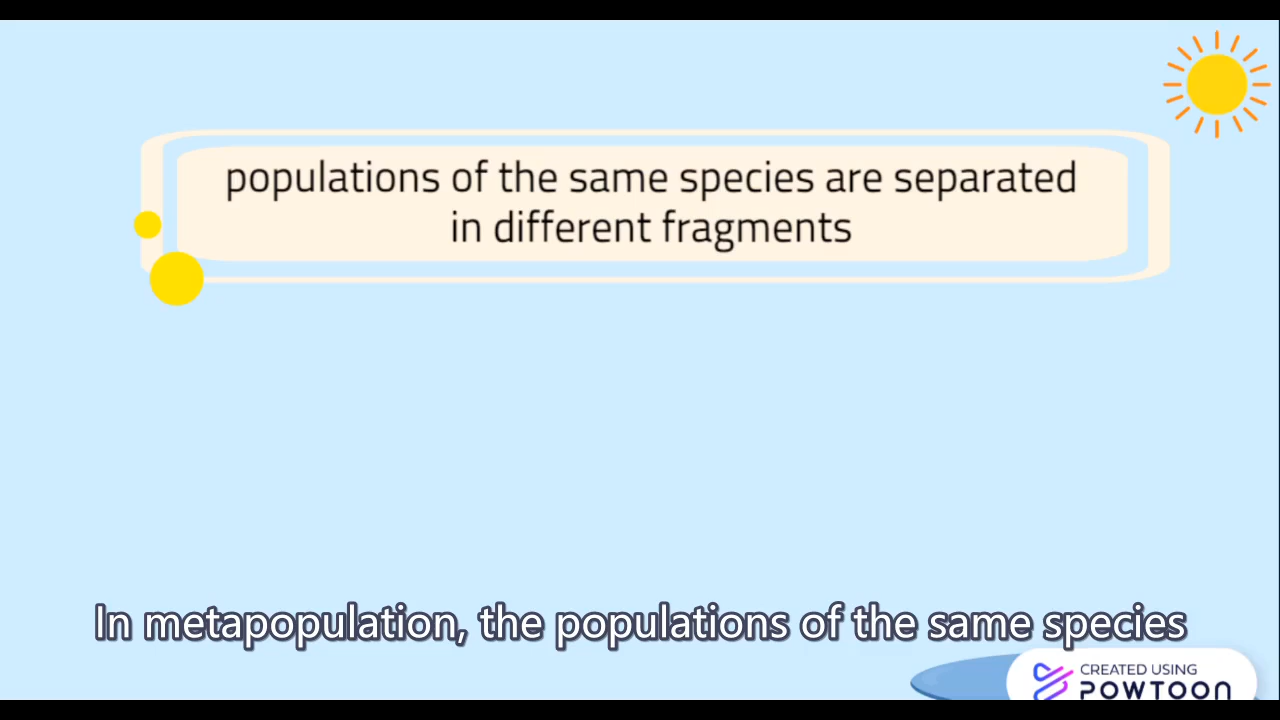 populations of the same species are separated
in different fragments
In metapopulation, the populations of the same species
CREATED USING
POWTOON